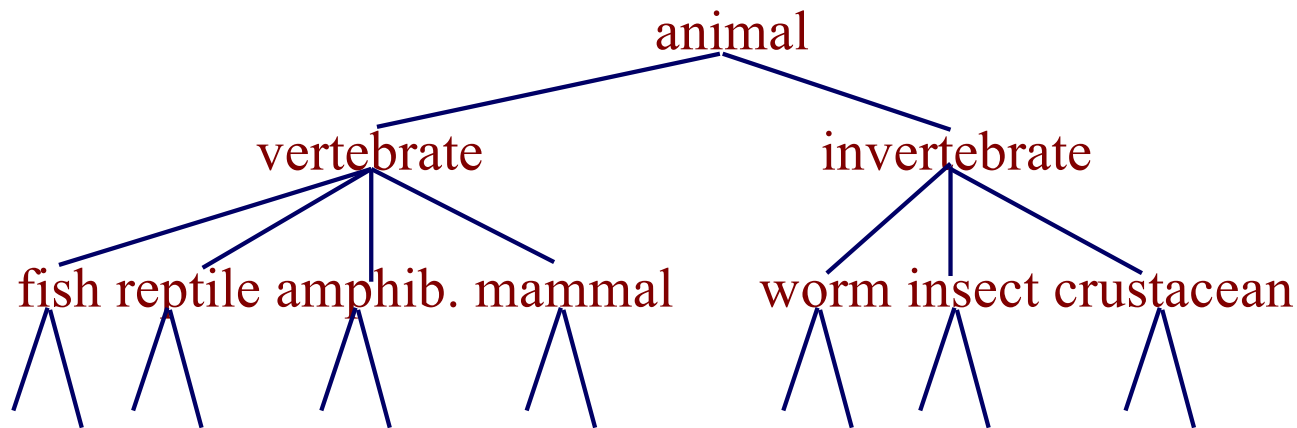 animal
vertebrate invertebrate
fish reptile amphib. mammal worm insect crustacean